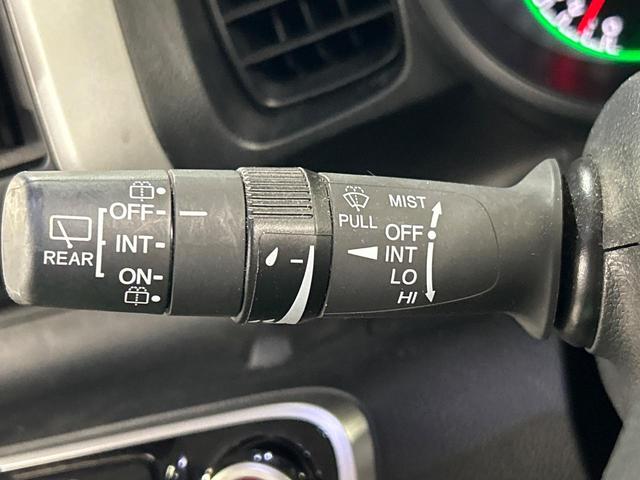 REAR
OFF
INT
ON
PULL
MIST
OFF
INT
LO
HI